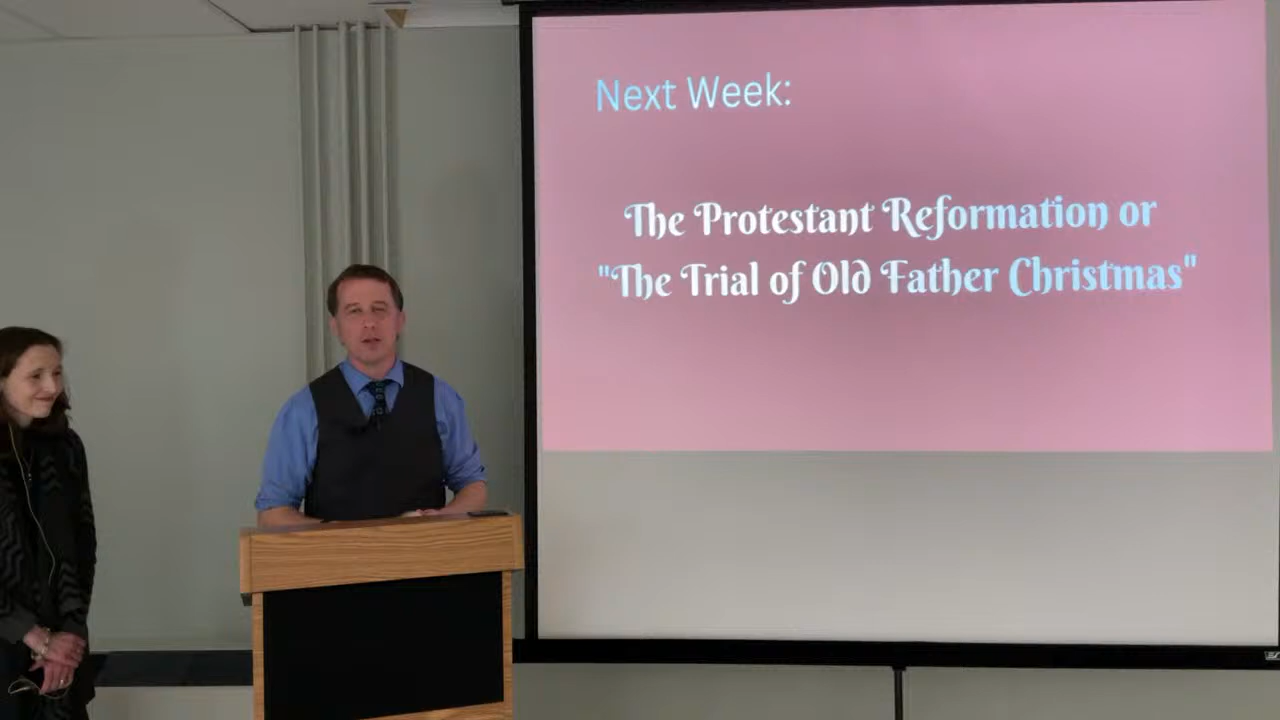 Next Week:
The Protestant Reformation or
"The Trial of Old Father Christmas"